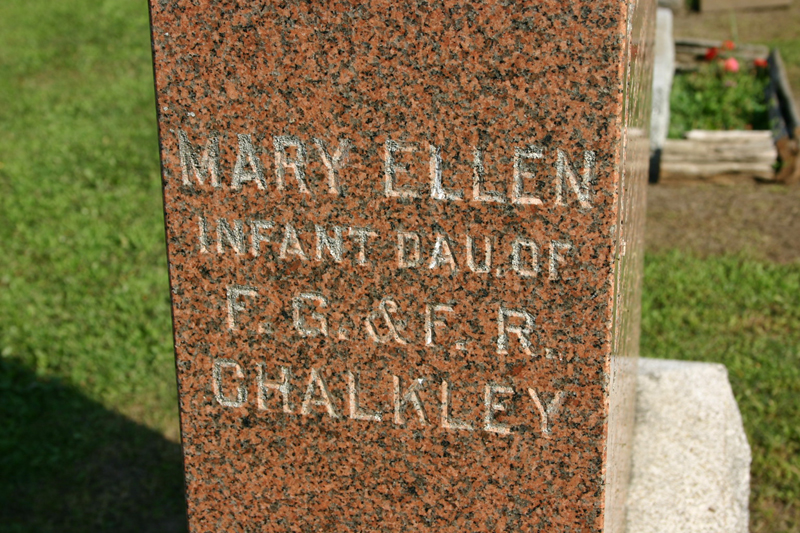 MARY ELLEN
INFANT DAU. OF
F. G. & F. R.
CHALKLEY